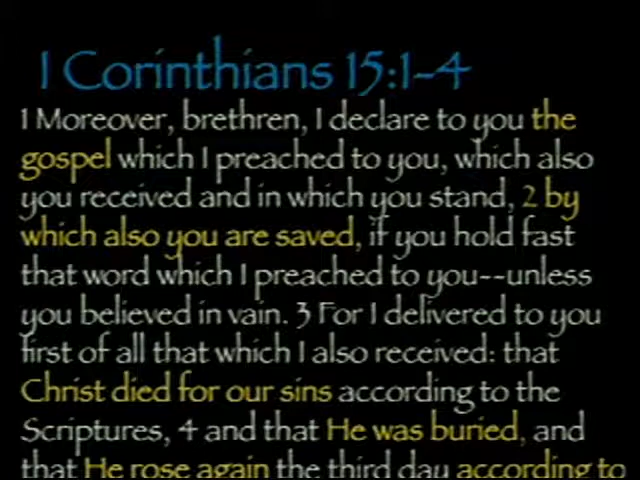 I Corinthians 15:1-4
1 Moreover, brethren, I declare to you the
gospel which I preached to you, which also
you received and in which you stand, 2 by
which also you are saved, if you hold fast
that word which I preached to you--unless
you believed in vain. 3 For I delivered to you
first of all that which I also received: that
Christ died for our sins according to the
Scriptures, 4 and that He was buried, and
that He rose again the third day according to